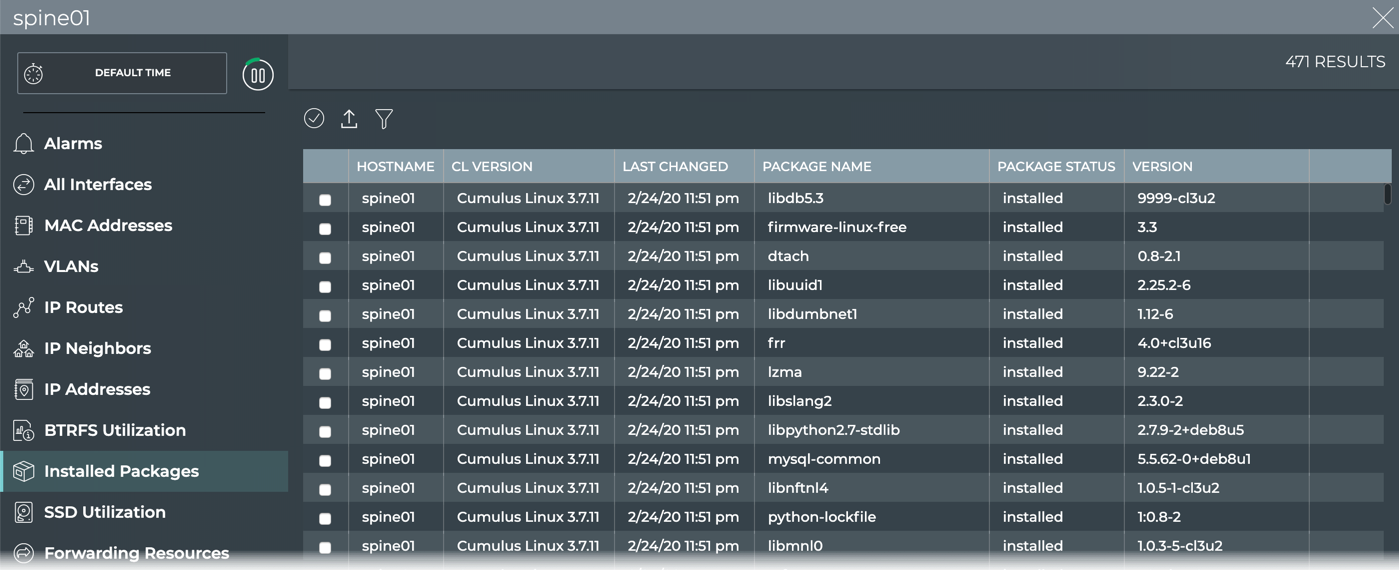 spine01
DEFAULT TIME
471 RESULTS
Alarms
All Interfaces
MAC Addresses
VLANs
IP Routes
IP Neighbors
IP Addresses
BTRFS Utilization
Installed Packages
SSD Utilization
Forwarding Resources
HOSTNAME CL VERSION LAST CHANGED PACKAGE NAME PACKAGE STATUS VERSION
spine01 Cumulus Linux 3.7.11 2/24/20 11:51 pm libdb5.3 installed 9999-cl3u2
spine01 Cumulus Linux 3.7.11 2/24/20 11:51 pm firmware-linux-free installed 3.3
spine01 Cumulus Linux 3.7.11 2/24/20 11:51 pm dtach installed 0.8-2.1
spine01 Cumulus Linux 3.7.11 2/24/20 11:51 pm libuuid1 installed 2.25.2-6
spine01 Cumulus Linux 3.7.11 2/24/20 11:51 pm libdumbnet1 installed 1.12-6
spine01 Cumulus Linux 3.7.11 2/24/20 11:51 pm frr installed 4.0+cl3u16
spine01 Cumulus Linux 3.7.11 2/24/20 11:51 pm lzma installed 9.22-2
spine01 Cumulus Linux 3.7.11 2/24/20 11:51 pm libslang2 installed 2.3.0-2
spine01 Cumulus Linux 3.7.11 2/24/20 11:51 pm libpython2.7-stdlib installed 2.7.9-2+deb8u5
spine01 Cumulus Linux 3.7.11 2/24/20 11:51 pm mysql-common installed 5.5.62-0+deb8u1
spine01 Cumulus Linux 3.7.11 2/24/20 11:51 pm libnftnl4 installed 1.0.5-1-cl3u2
spine01 Cumulus Linux 3.7.11 2/24/20 11:51 pm python-lockfile installed 1:0.8-2
spine01 Cumulus Linux 3.7.11 2/24/20 11:51 pm libmnl0 installed 1.0.3-5-cl3u2